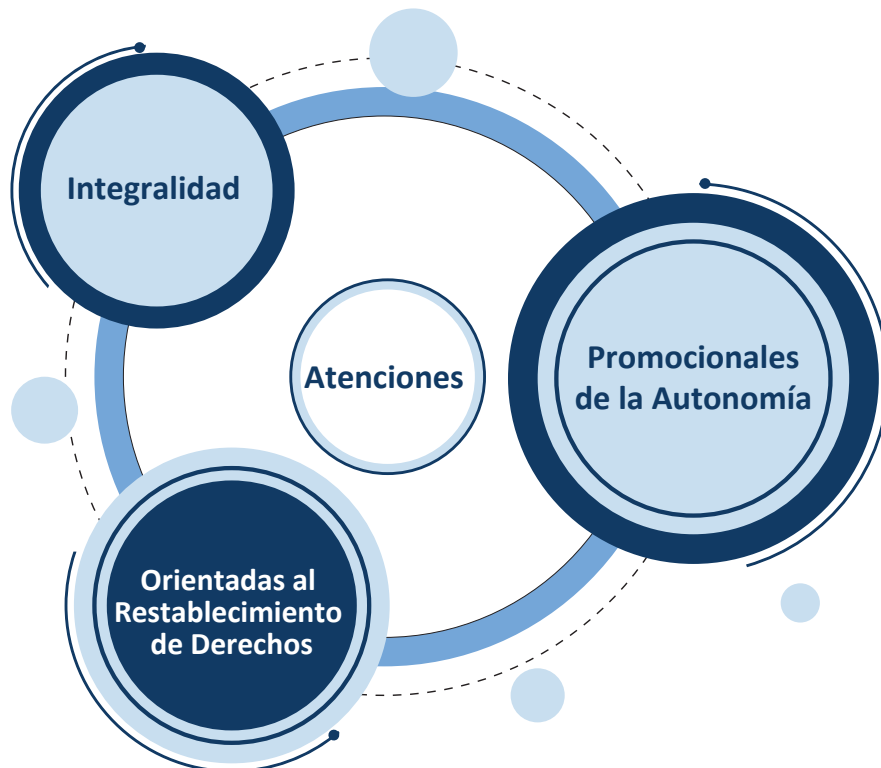 Integralidad
Atenciones
Promocionales
de la Autonomía
Orientadas al
Restablecimiento
de Derechos